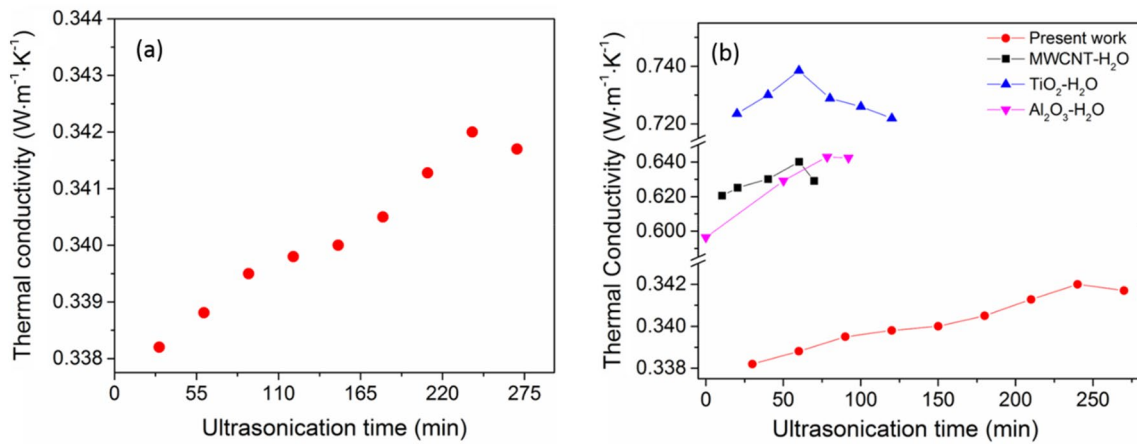 (a)
Thermal conductivity (W·m⁻¹·K⁻¹)
0.344
0.343
0.342
0.341
0.340
0.339
0.338
0 55 110 165 220 275
Ultrasonication time (min)
(b)
Present work
MWCNT-H₂O
TiO₂-H₂O
Al₂O₃-H₂O
Thermal Conductivity (W·m⁻¹·K⁻¹)
0.740
0.720
0.640
0.620
0.600
0.342
0.340
0.338
0 50 100 150 200 250
Ultrasonication time (min)